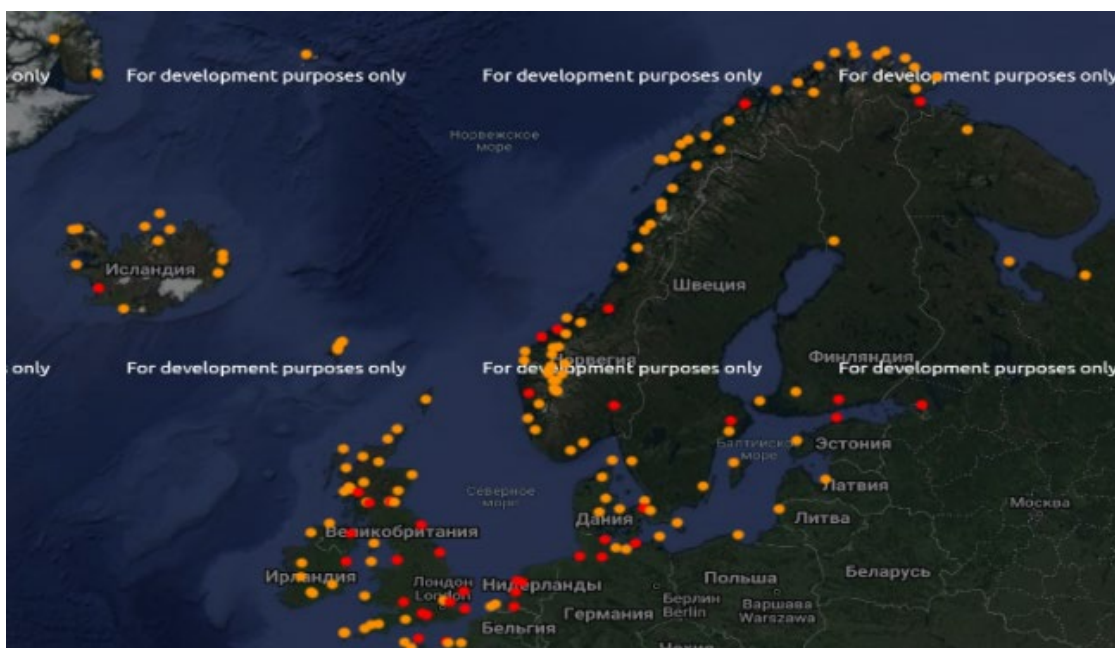 s only
For development purposes only
For development purposes only
For development purposes only
Норвежское
море
Исландия
Швеция
s only
For development purposes only
For development purposes only
For development purposes only
Норвегия
Финляндия
Балтийское
море
Эстония
Северное
море
Латвия
Москва
Великобритания
Дания
Литва
Ирландия
Лондон
London
Нидерланды
Польша
Беларусь
Берлин
Berlin
Варшава
Warszawa
Германия
Бельгия